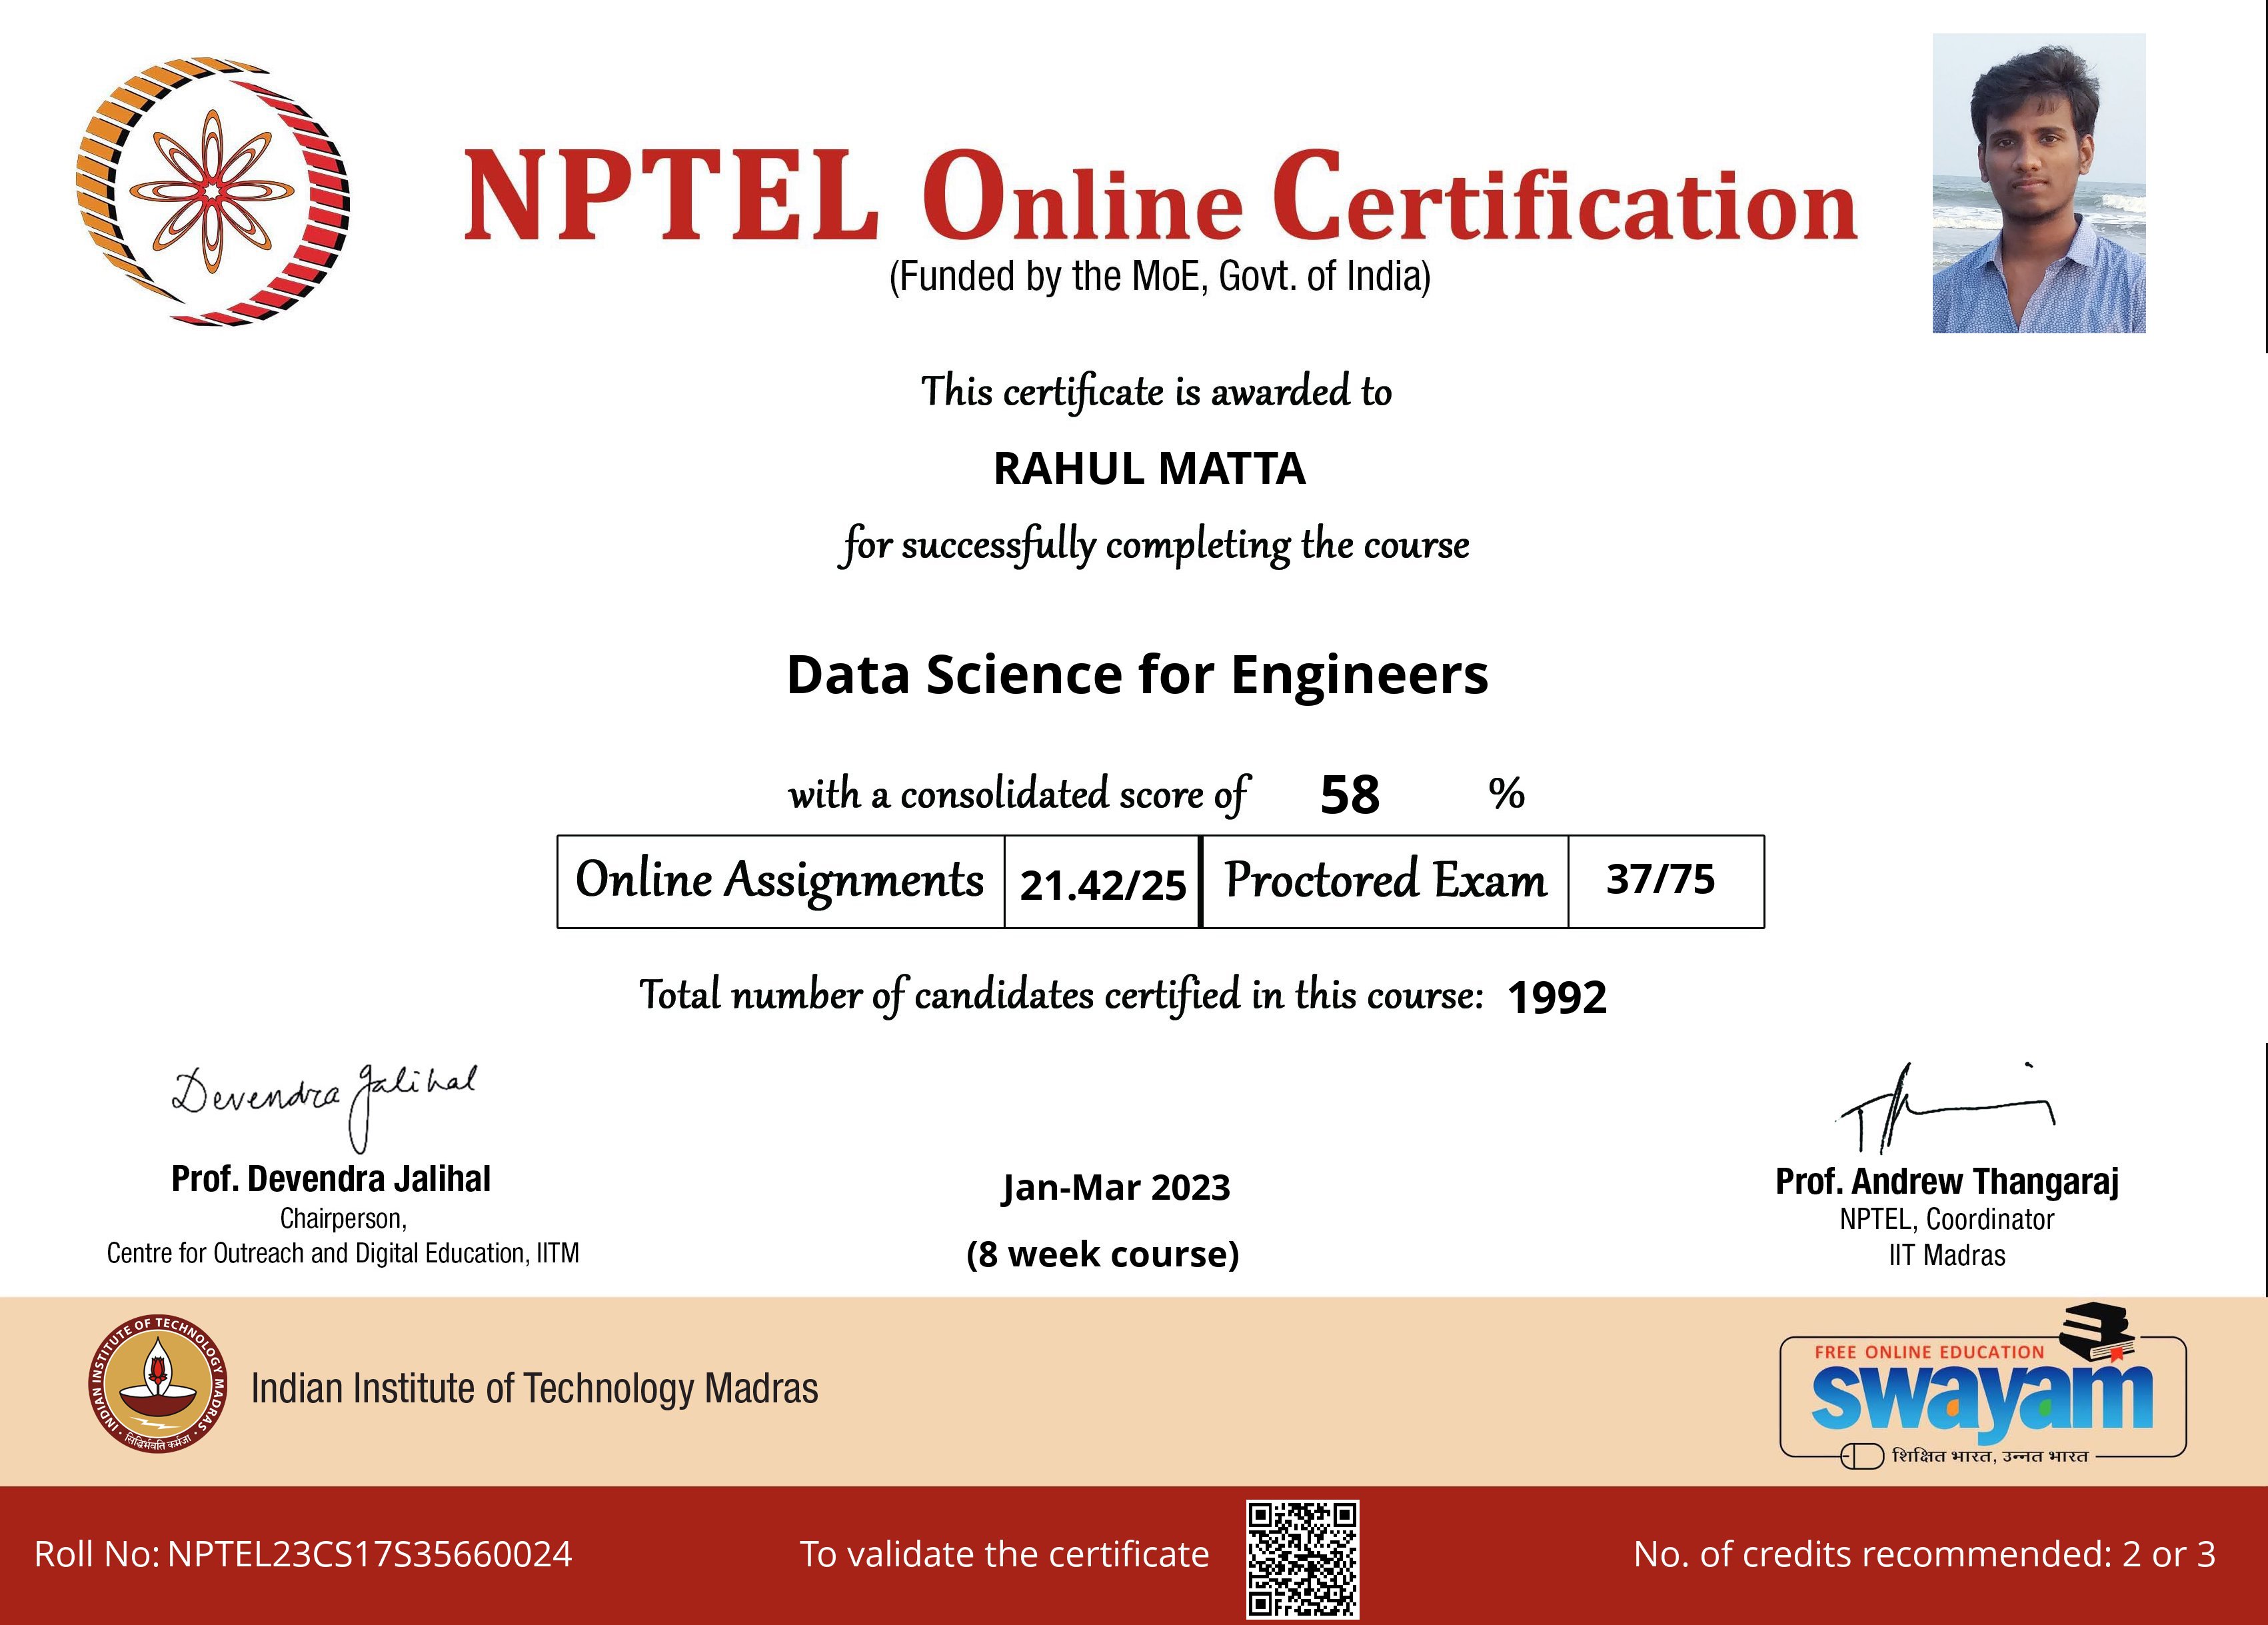 NPTEL Online Certification
(Funded by the MoE, Govt. of India)
This certificate is awarded to
RAHUL MATTA
for successfully completing the course
Data Science for Engineers
with a consolidated score of 58 %
Online Assignments 21.42/25 Proctored Exam 37/75
Total number of candidates certified in this course: 1992
Devendra Jalihal
Prof. Devendra Jalihal
Chairperson,
Centre for Outreach and Digital Education, IITM
Jan-Mar 2023
(8 week course)
Prof. Andrew Thangaraj
NPTEL, Coordinator
IIT Madras
INDIAN INSTITUTE OF TECHNOLOGY MADRAS
सिद्धिर्भवति कर्मजा
Indian Institute of Technology Madras
FREE ONLINE EDUCATION
swayam
शिक्षित भारत, उन्नत भारत
Roll No: NPTEL23CS17S35660024
To validate the certificate
No. of credits recommended: 2 or 3